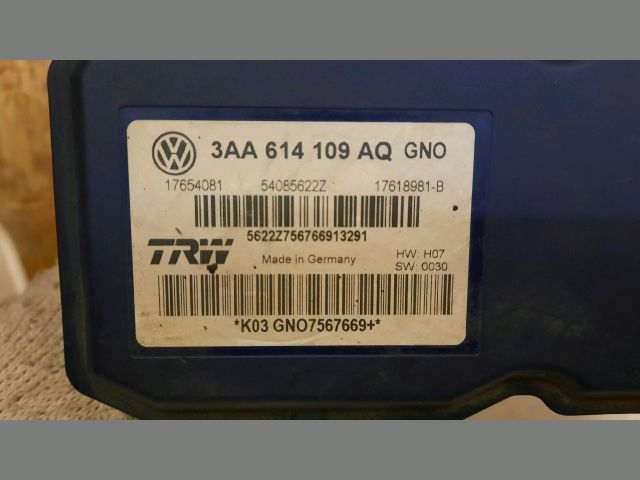 3AA 614 109 AQ GNO
17654081 54085622Z 17618981-B
5622Z756766913291
TRW Made in Germany HW: H07
SW: 0030
*K03 GNO7567669+*